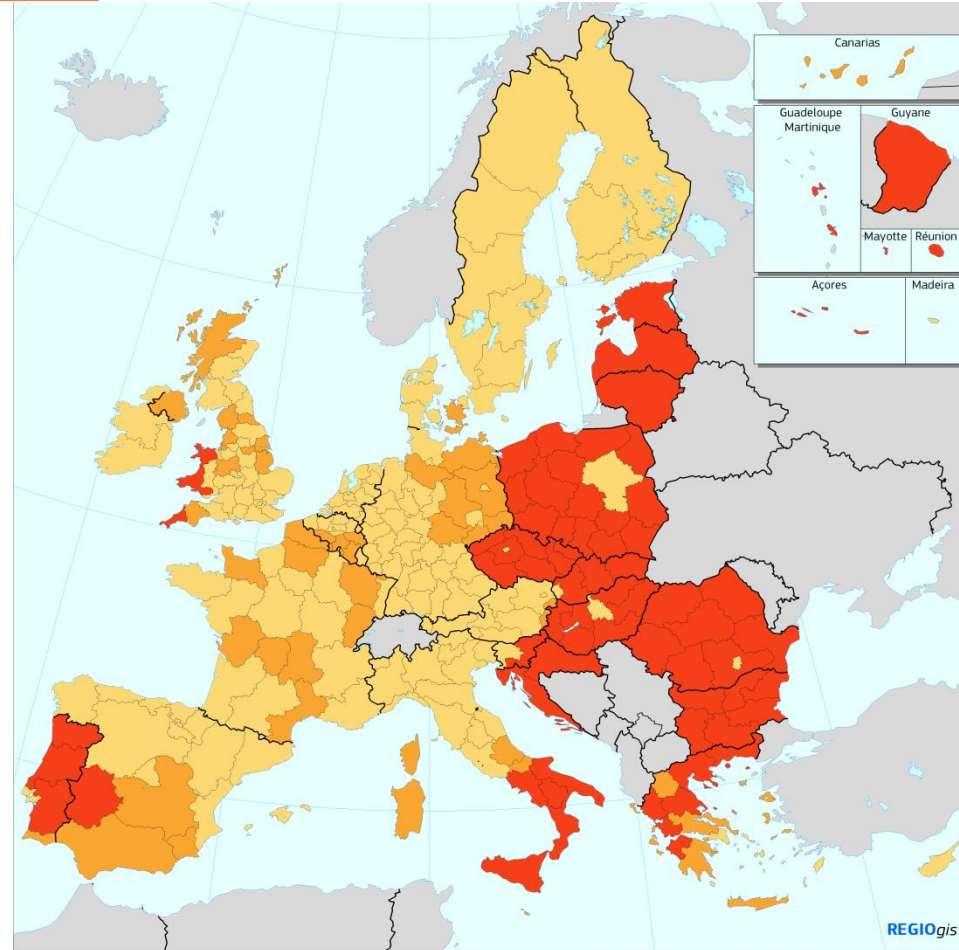 Canarias
Guadeloupe
Martinique
Guyane
Mayotte
Réunion
Açores
Madeira
REGIOgis